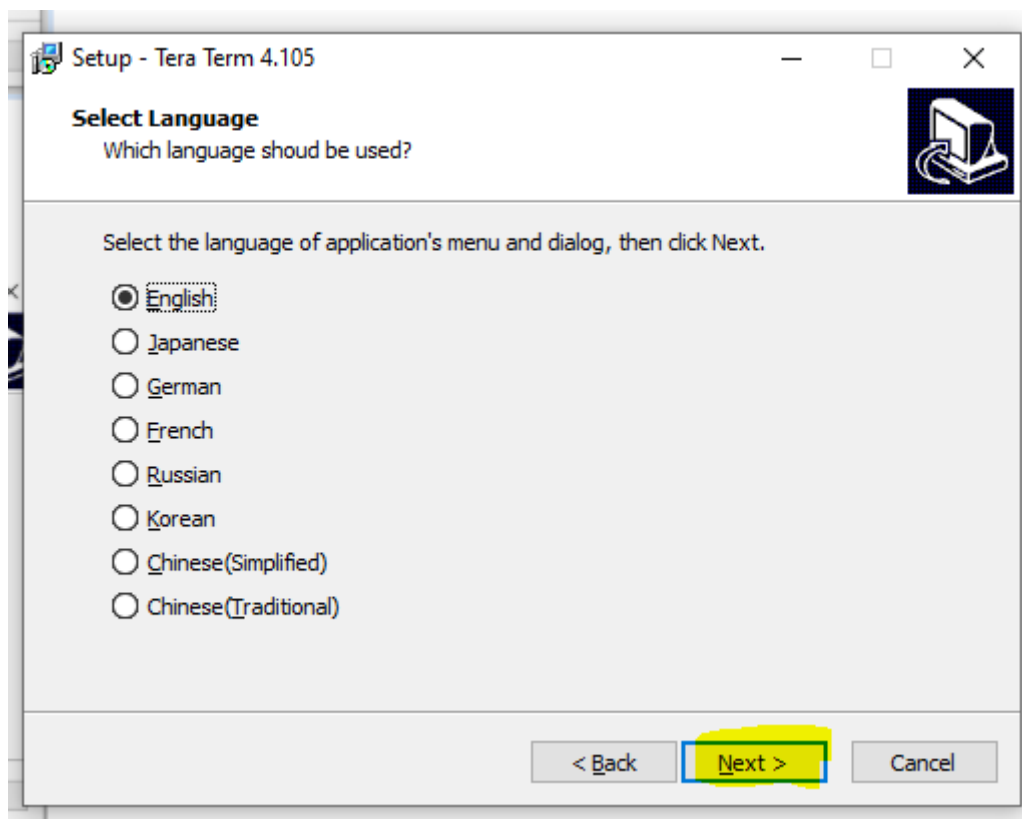 Setup - Tera Term 4.105
Select Language
Which language shoud be used?
Select the language of application's menu and dialog, then click Next.
English
Japanese
German
French
Russian
Korean
Chinese(Simplified)
Chinese(Traditional)
< Back Next > Cancel